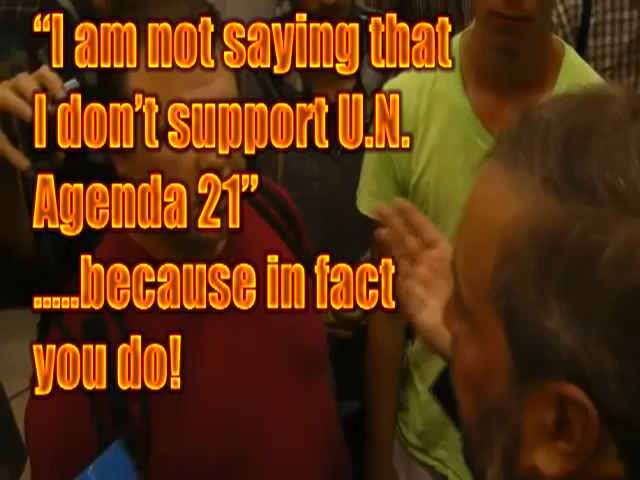 “I am not saying that
I don’t support U.N.
Agenda 21”
.....because in fact
you do!